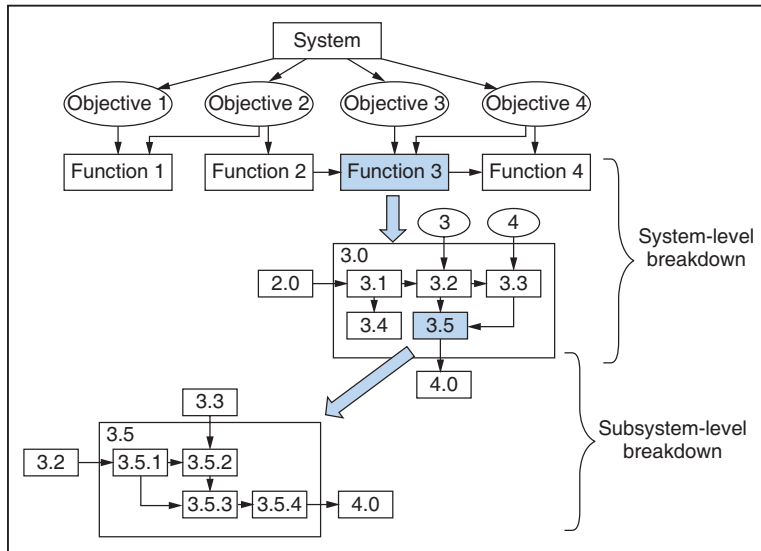 System
Objective 1
Objective 2
Objective 3
Objective 4
Function 1
Function 2
Function 3
Function 4
3
4
System-level
breakdown
3.0
2.0
3.1
3.2
3.3
3.4
3.5
4.0
Subsystem-level
breakdown
3.3
3.5
3.2
3.5.1
3.5.2
3.5.3
3.5.4
4.0